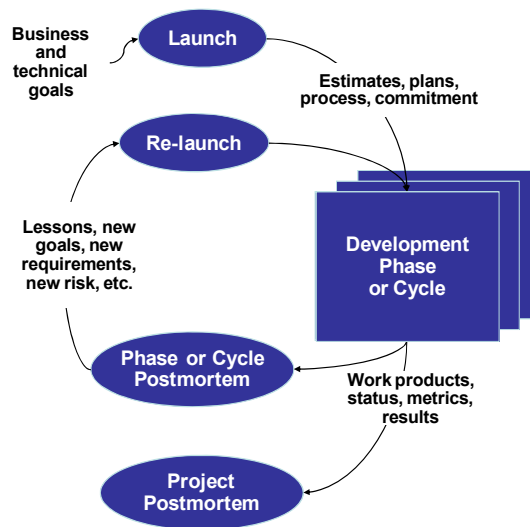 Business
and
technical
goals
Launch
Estimates, plans,
process, commitment
Re-launch
Lessons, new
goals, new
requirements,
new risk, etc.
Development
Phase
or Cycle
Phase or Cycle
Postmortem
Work products,
status, metrics,
results
Project
Postmortem